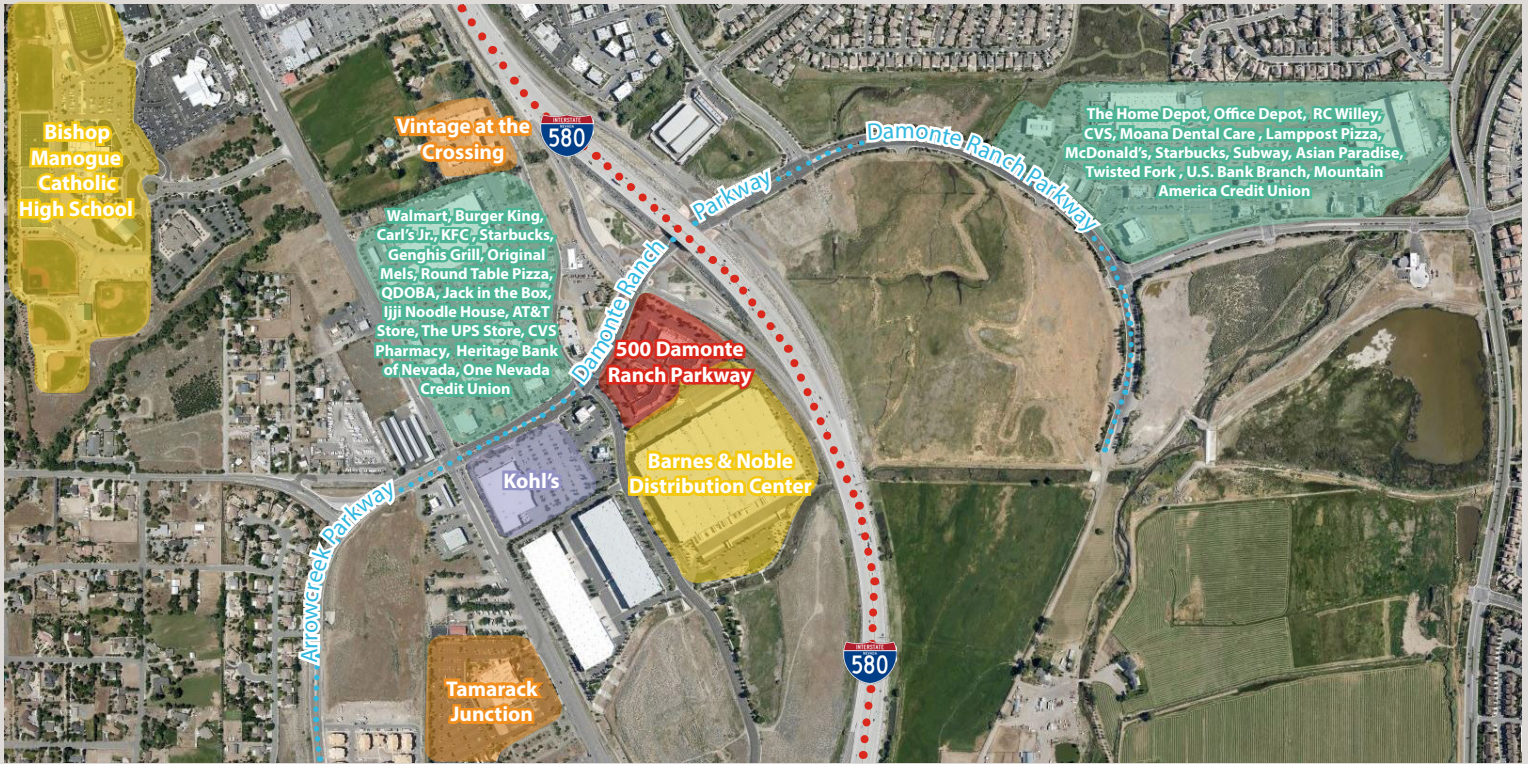 Bishop
Manogue
Catholic
High School
Vintage at the
Crossing
INTERSTATE
NEVADA
580
Damonte Ranch Parkway
The Home Depot, Office Depot,  RC Willey,
CVS, Moana Dental Care , Lamppost Pizza,
McDonald's, Starbucks, Subway, Asian Paradise,
Twisted Fork , U.S. Bank Branch, Mountain
America Credit Union
Walmart, Burger King,
Carl's Jr., KFC , Starbucks,
Genghis Grill, Original
Mels, Round Table Pizza,
QDOBA, Jack in the Box,
Ijji Noodle House, AT&T
Store, The UPS Store, CVS
Pharmacy,  Heritage Bank
of Nevada, One Nevada
Credit Union
Damonte Ranch Parkway
500 Damonte
Ranch Parkway
Kohl's
Barnes & Noble
Distribution Center
Arrowcreek Parkway
INTERSTATE
NEVADA
580
Tamarack
Junction